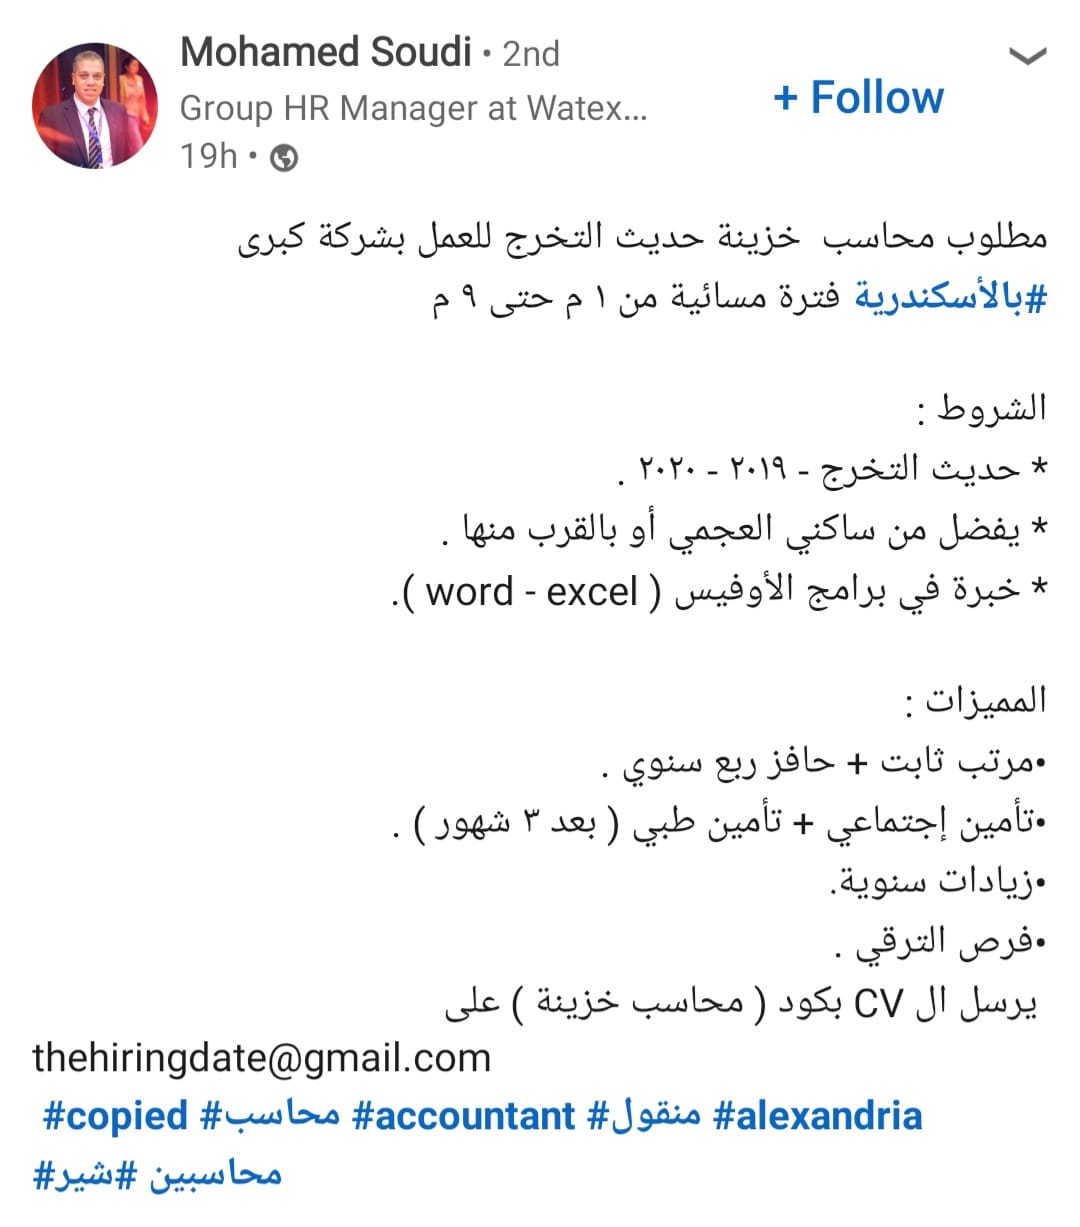 Mohamed Soudi • 2nd
Group HR Manager at Watex...
19h •
+ Follow
مطلوب محاسب خزينة حديث التخرج للعمل بشركة كبرى
#بالأسكندرية فترة مسائية من ١ م حتى ٩ م
الشروط :
* حديث التخرج - ٢٠١٩ - ٢٠٢٠ .
* يفضل من ساكني العجمي أو بالقرب منها .
* خبرة في برامج الأوفيس ( word - excel ).
المميزات :
•مرتب ثابت + حافز ربع سنوي .
•تأمين إجتماعي + تأمين طبي ( بعد ٣ شهور ) .
•زيادات سنوية.
•فرص الترقي .
يرسل ال CV بكود ( محاسب خزينة ) على
thehiringdate@gmail.com
#copied #محاسب #accountant #منقول #alexandria
#شير #محاسبين